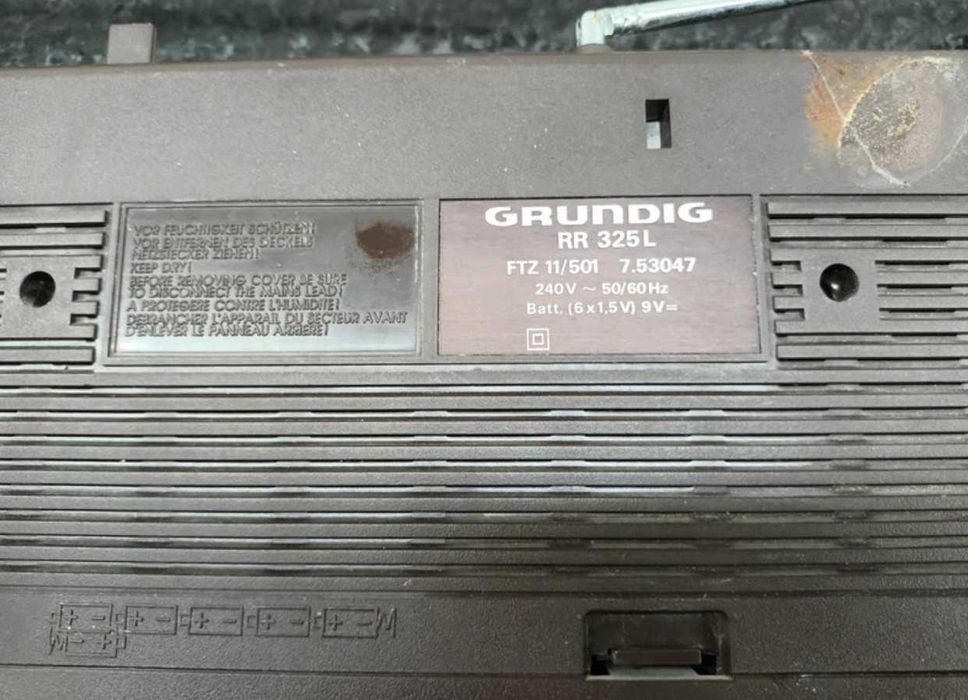 VOR FEUCHTIGKEIT SCHÜTZEN!
VOR ENTFERNEN DES DECKELS
NETZSTECKER ZIEHEN!
KEEP DRY!
BEFORE REMOVING COVER BE SURE
TO DISCONNECT THE MAINS LEAD!
A PROTEGERE CONTRE L'HUMIDITE!
DEBRANCHER L'APPARAIL DU SECTEUR AVANT
D'ENLEVER LE PANNEAU ARRIERE!
GRUNDIG
RR 325L
FTZ 11/501 7.53047
240V ~ 50/60Hz
Batt. (6x1,5V) 9V=
+ - + - + - + - + -
- +